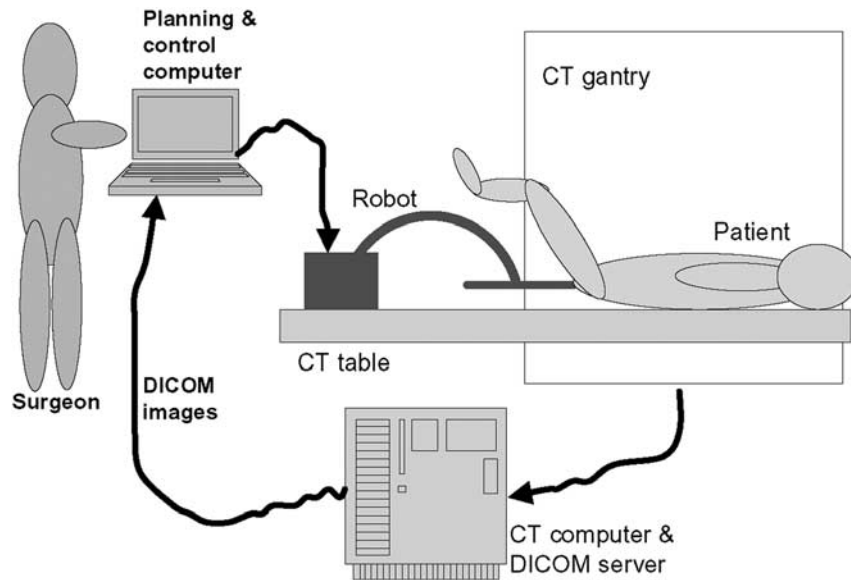 Planning &
control
computer
CT gantry
Robot
Patient
CT table
Surgeon
DICOM
images
CT computer &
DICOM server